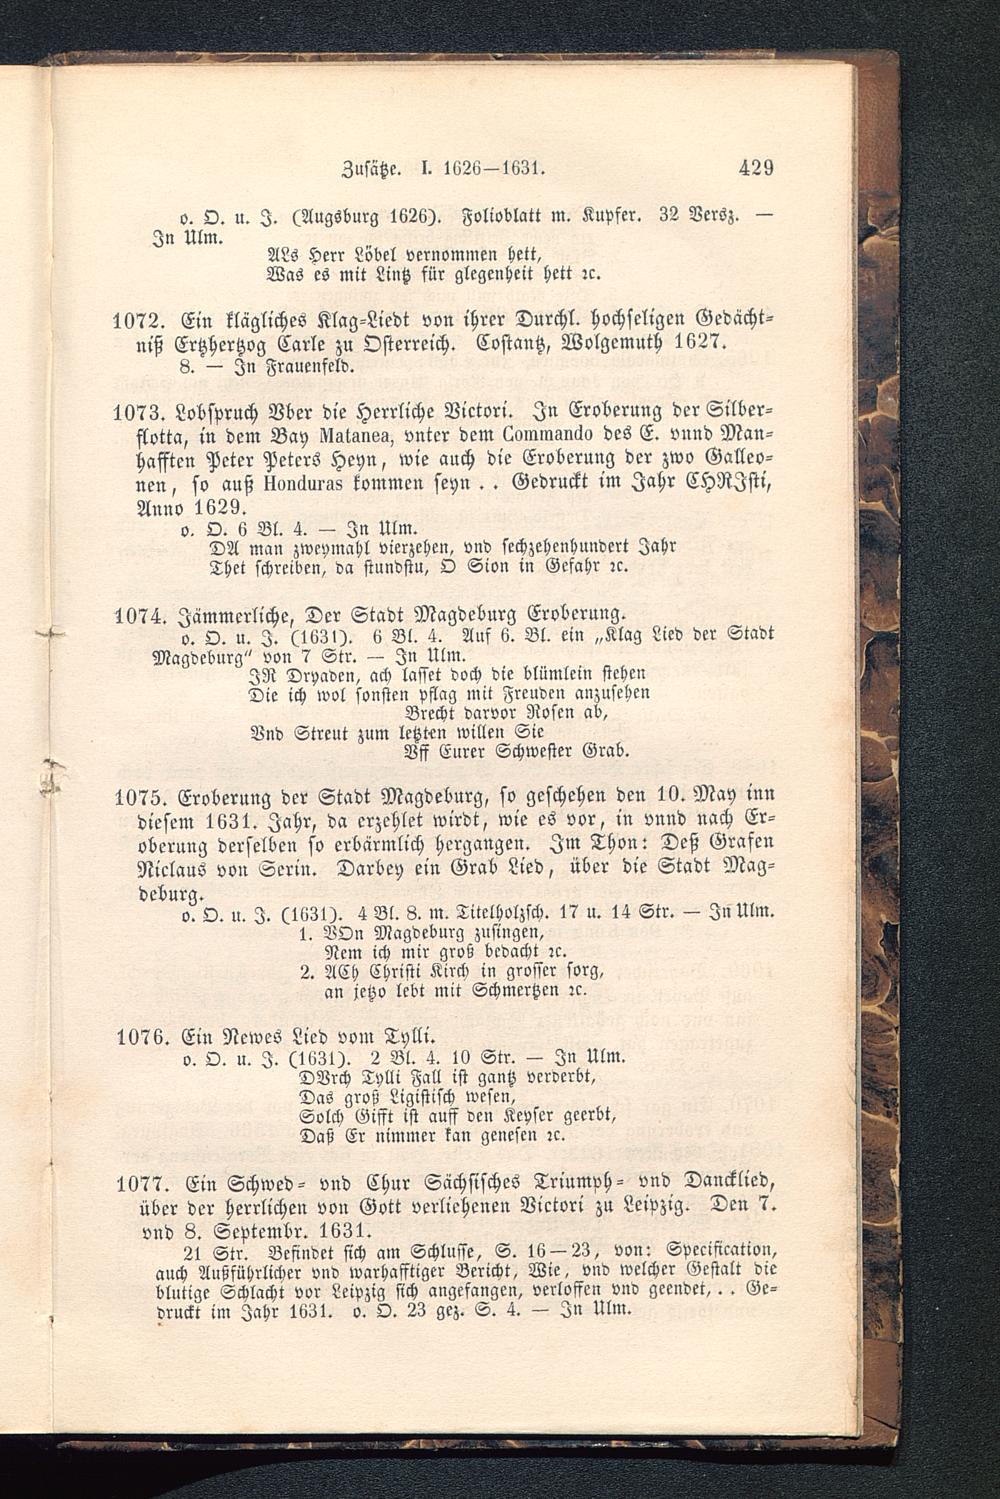 Zusätze. I. 1626—1631. 429
o. O. u. J. (Augsburg 1626). Folioblatt m. Kupfer. 32 Versz. —
In Ulm.
ALs Herr Löbel vernommen hett,
Was es mit Lintz für glegenheit hett ꝛc.
1072. Ein klägliches Klag-Liedt von ihrer Durchl. hochseligen Gedächt-
niß Ertzhertzog Carle zu Osterreich. Costantz, Wolgemuth 1627.
8. — In Frauenfeld.
1073. Lobspruch Vber die Herrliche Victori. In Eroberung der Silber-
flotta, in dem Bay Matanea, vnter dem Commando des E. vnnd Man-
hafften Peter Peters Heyn, wie auch die Eroberung der zwo Galleo-
nen, so auß Honduras kommen seyn . . Gedruckt im Jahr CHRIsti,
Anno 1629.
o. O. 6 Bl. 4. — In Ulm.
DA man zweymahl vierzehen, vnd sechzehenhundert Jahr
Thet schreiben, da stundstu, O Sion in Gefahr ꝛc.
1074. Jämmerliche, Der Stadt Magdeburg Eroberung.
o. O. u. J. (1631). 6 Bl. 4. Auf 6. Bl. ein „Klag Lied der Stadt
Magdeburg“ von 7 Str. — In Ulm.
IR Dryaden, ach lasset doch die blümlein stehen
Die ich wol sonsten pflag mit Freuden anzusehen
Brecht darvor Rosen ab,
Vnd Streut zum letzten willen Sie
Vff Eurer Schwester Grab.
1075. Eroberung der Stadt Magdeburg, so geschehen den 10. May inn
diesem 1631. Jahr, da erzehlet wirdt, wie es vor, in vnnd nach Er-
oberung derselben so erbärmlich hergangen. Im Thon: Deß Grafen
Niclaus von Serin. Darbey ein Grab Lied, über die Stadt Mag-
deburg.
o. O. u. J. (1631). 4 Bl. 8. m. Titelholzsch. 17 u. 14 Str. — In Ulm.
1. VOn Magdeburg zusingen,
Nem ich mir groß bedacht ꝛc.
2. ACh Christi Kirch in grosser sorg,
an jetzo lebt mit Schmertzen ꝛc.
1076. Ein Newes Lied vom Tylli.
o. O. u. J. (1631). 2 Bl. 4. 10 Str. — In Ulm.
DVrch Tylli Fall ist gantz verderbt,
Das groß Ligistisch wesen,
Solch Gifft ist auff den Keyser geerbt,
Daß Er nimmer kan genesen ꝛc.
1077. Ein Schwed- vnd Chur Sächsisches Triumph- vnd Dancklied,
über der herrlichen von Gott verliehenen Victori zu Leipzig. Den 7.
vnd 8. Septembr. 1631.
21 Str. Befindet sich am Schlusse, S. 16—23, von: Specification,
auch Außführlicher vnd warhafftiger Bericht, Wie, vnd welcher Gestalt die
blutige Schlacht vor Leipzig sich angefangen, verloffen vnd geendet, . . Ge-
druckt im Jahr 1631. o. O. 23 gez. S. 4. — In Ulm.